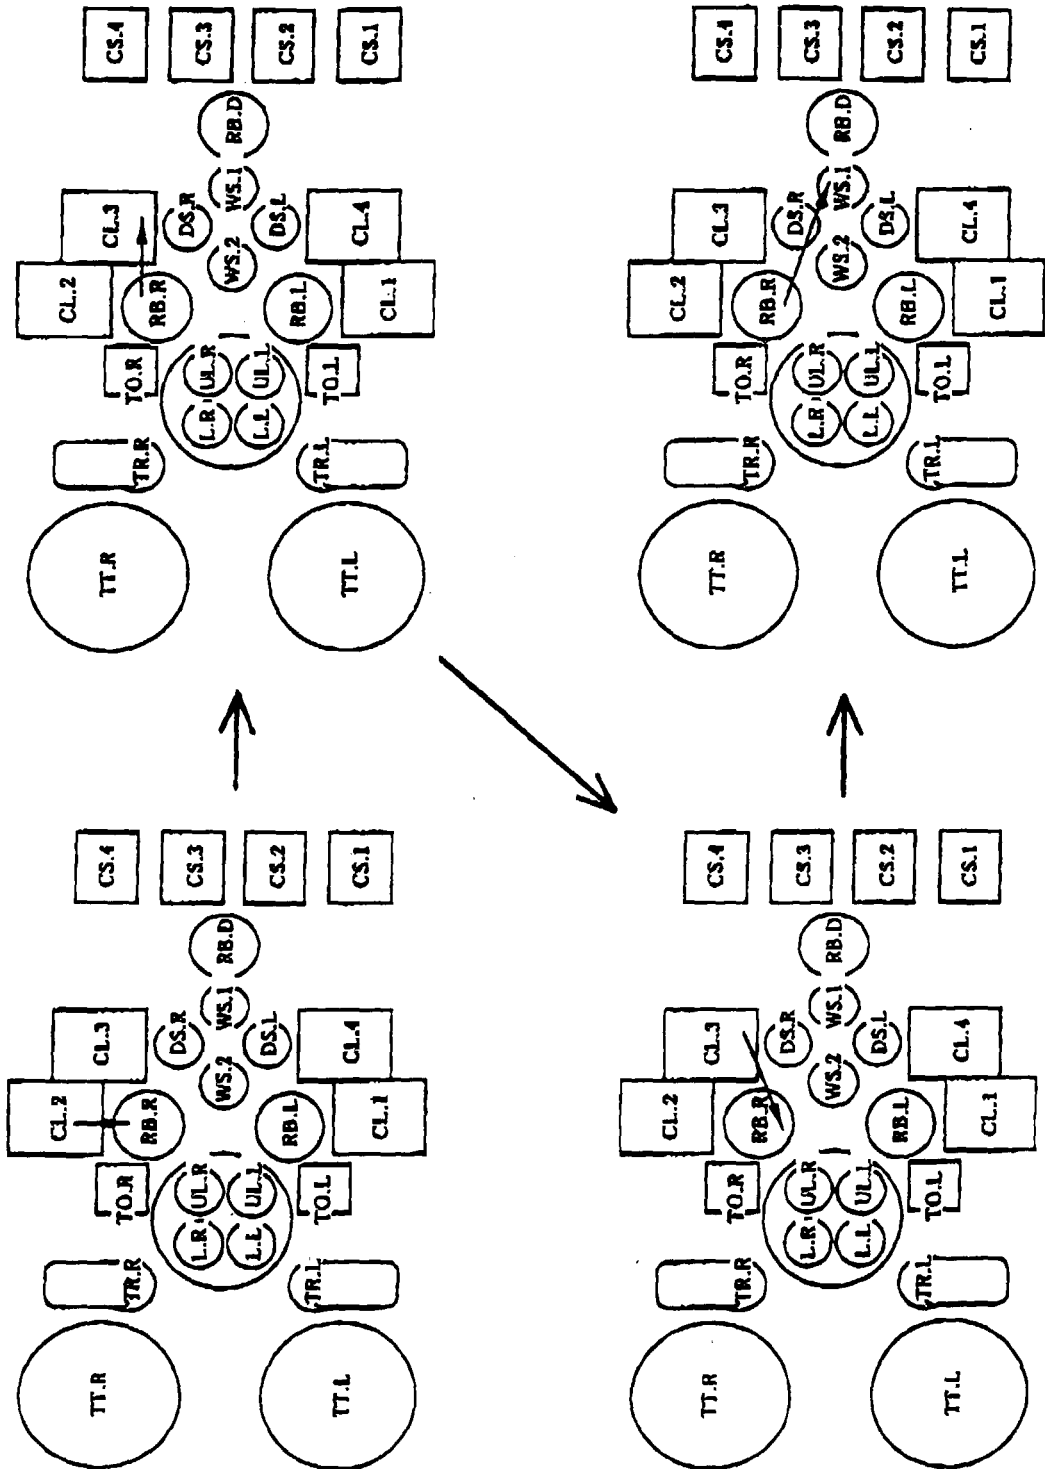 CL.2
CL.3
CS.4
TT.R
TR.R
TO.R
RB.R
DS.R
CS.3
L.R
UL.R
WS.2
WS.1
RB.D
L.L
UL.L
DS.L
CS.2
RB.L
TT.L
TR.L
TO.L
CL.1
CL.4
CS.1
CL.2
CL.3
CS.4
TT.R
TR.R
TO.R
RB.R
DS.R
CS.3
L.R
UL.R
WS.2
WS.1
RB.D
L.L
UL.L
DS.L
CS.2
RB.L
TT.L
TR.L
TO.L
CL.1
CL.4
CS.1
CL.2
CL.3
CS.4
TT.R
TR.R
TO.R
RB.R
DS.R
CS.3
L.R
UL.R
WS.2
WS.1
RB.D
L.L
UL.L
DS.L
CS.2
RB.L
TT.L
TR.L
TO.L
CL.1
CL.4
CS.1
CL.2
CL.3
CS.4
TT.R
TR.R
TO.R
RB.R
DS.R
CS.3
L.R
UL.R
WS.2
WS.1
RB.D
L.L
UL.L
DS.L
CS.2
RB.L
TT.L
TR.L
TO.L
CL.1
CL.4
CS.1